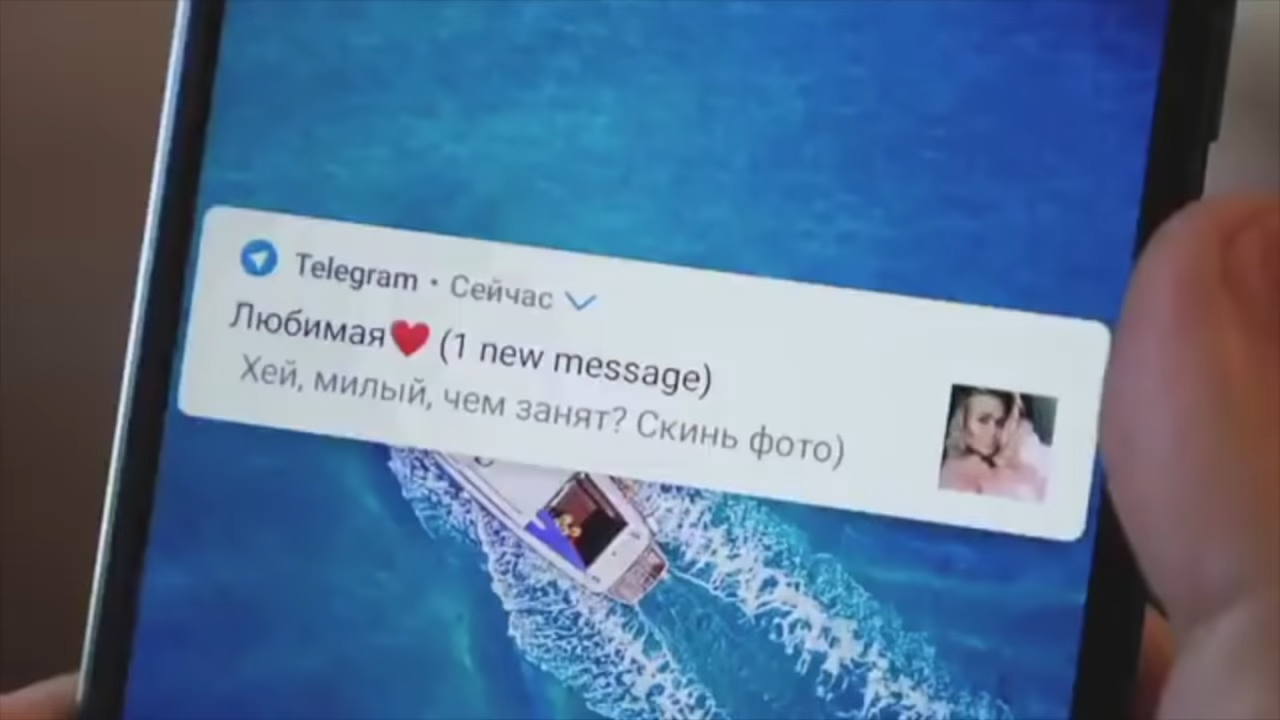 Telegram • Сейчас
Любимая❤️ (1 new message)
Хей, милый, чем занят? Скинь фото)